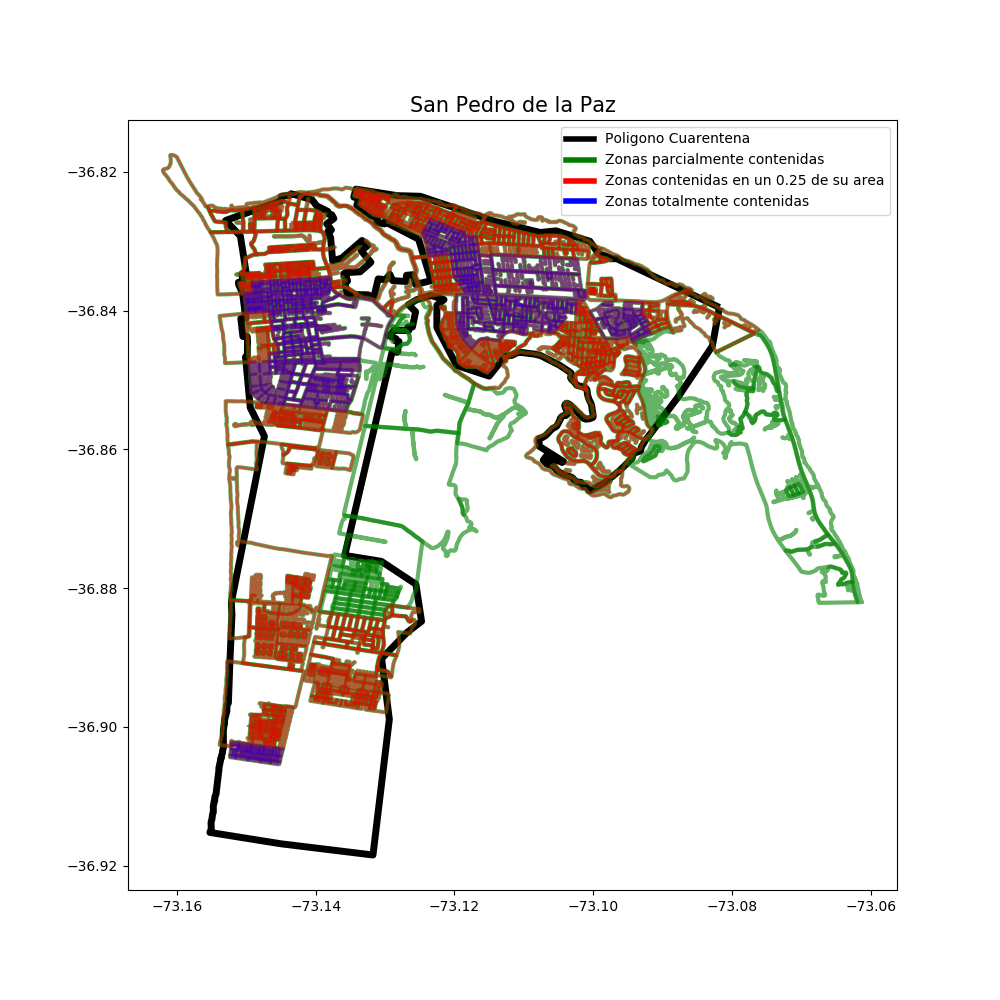 San Pedro de la Paz
Poligono Cuarentena
Zonas parcialmente contenidas
Zonas contenidas en un 0.25 de su area
Zonas totalmente contenidas
−36.82
−36.84
−36.86
−36.88
−36.90
−36.92
−73.16
−73.14
−73.12
−73.10
−73.08
−73.06